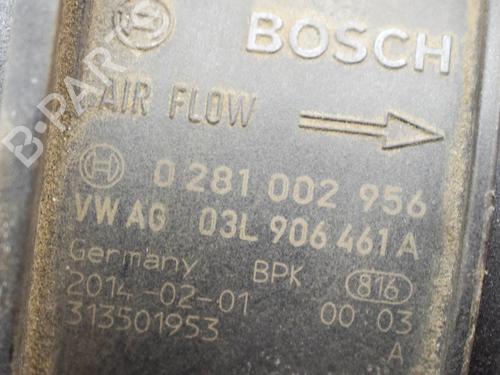 BOSCH
AIR FLOW
0 281 002 956
VW AG 03L 906 461 A
Germany BPK 816
2014-02-01 00:03
313501953 A
B-PARTS